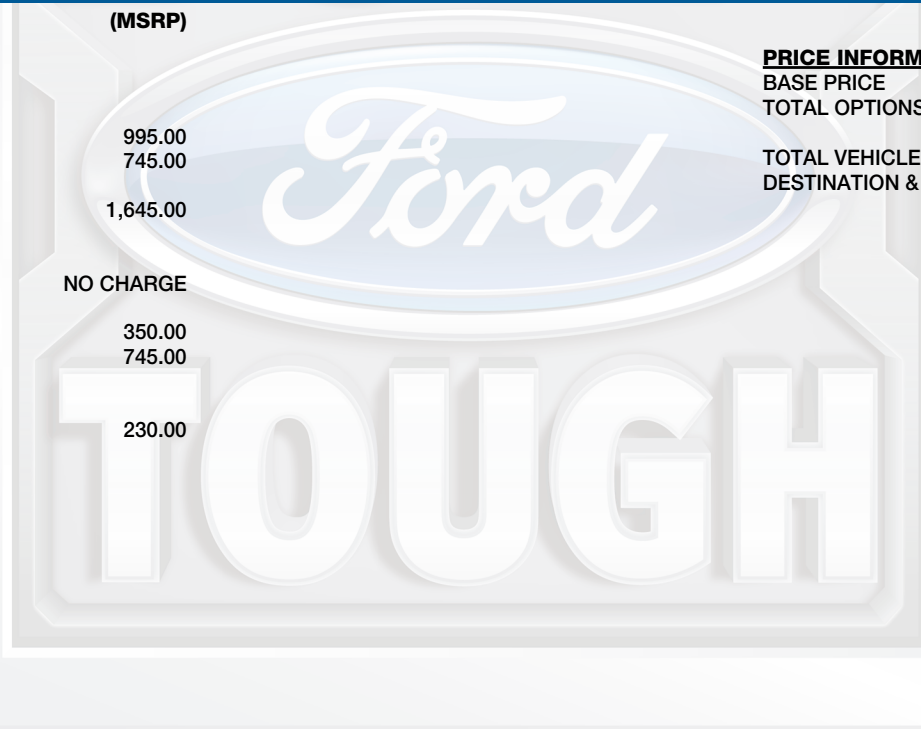 (MSRP)
PRICE INFORM
BASE PRICE
TOTAL OPTIONS
995.00
745.00
TOTAL VEHICLE
DESTINATION &
1,645.00
Ford
NO CHARGE
350.00
745.00
230.00
TOUGH